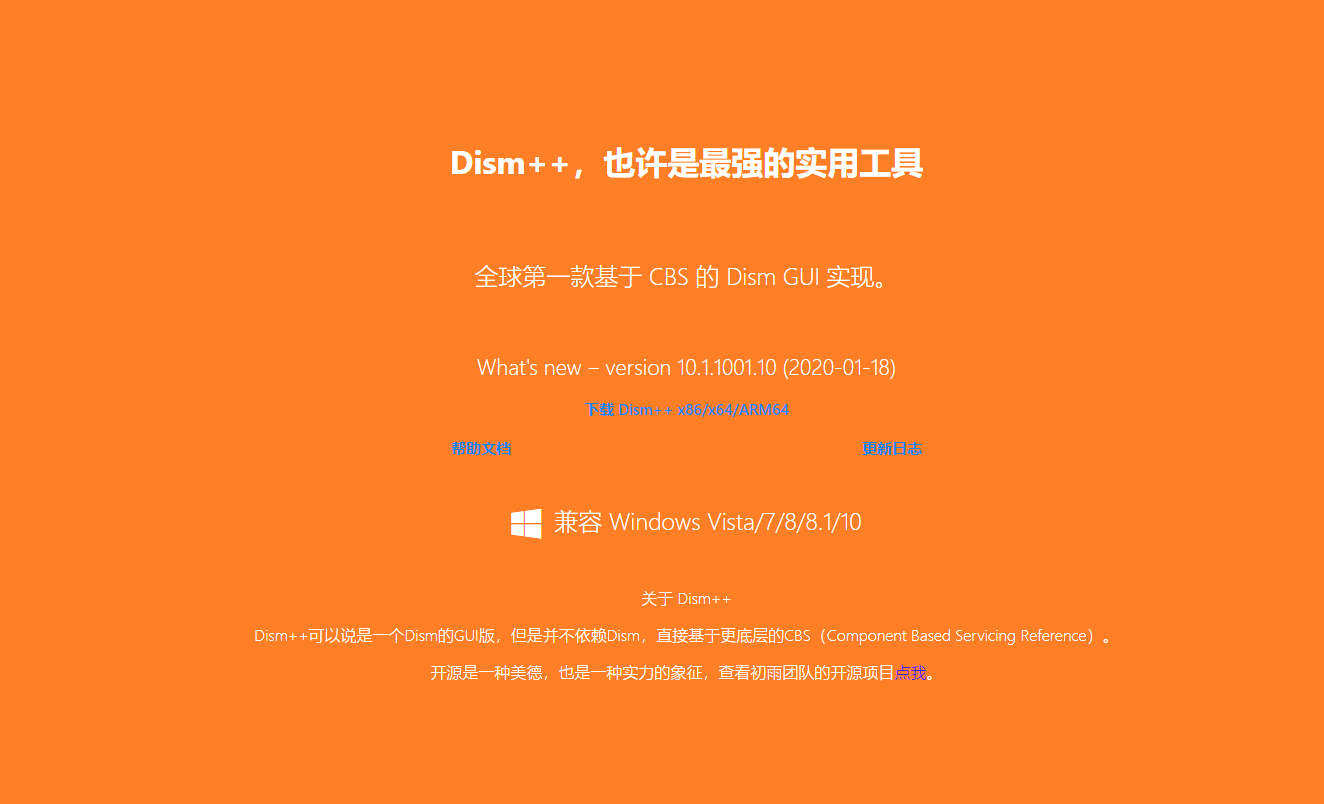 Dism++，也许是最强的实用工具
全球第一款基于 CBS 的 Dism GUI 实现。
What's new – version 10.1.1001.10 (2020-01-18)
下载 Dism++ x86/x64/ARM64
帮助文档 更新日志
兼容 Windows Vista/7/8/8.1/10
关于 Dism++
Dism++可以说是一个Dism的GUI版，但是并不依赖Dism，直接基于更底层的CBS（Component Based Servicing Reference）。
开源是一种美德，也是一种实力的象征，查看初雨团队的开源项目点我。